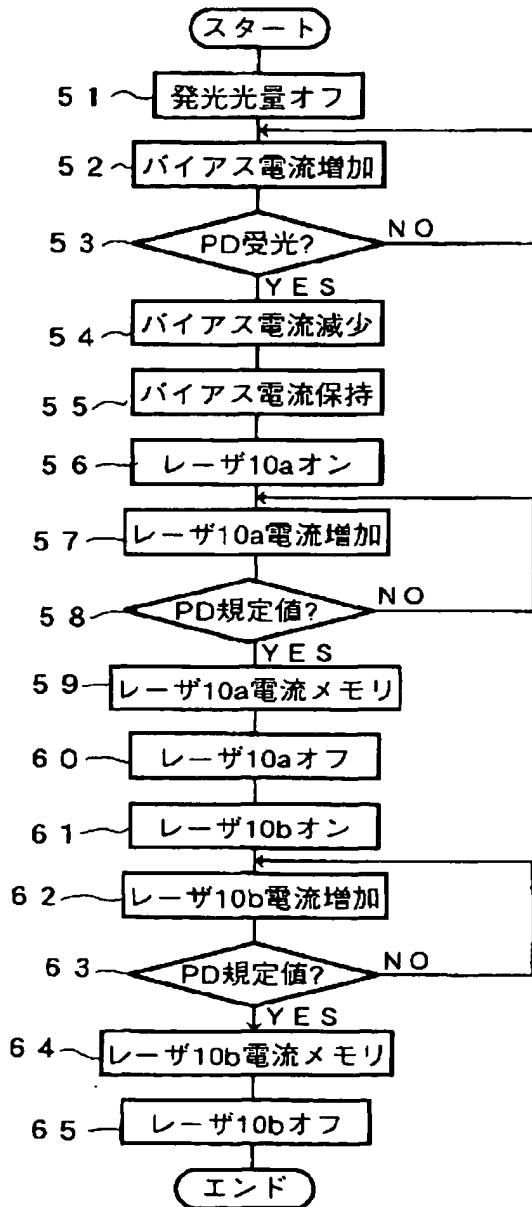 スタート
51 発光光量オフ
52 バイアス電流増加
53 PD受光? NO
YES
54 バイアス電流減少
55 バイアス電流保持
56 レーザ10aオン
57 レーザ10a電流増加
58 PD規定値? NO
YES
59 レーザ10a電流メモリ
60 レーザ10aオフ
61 レーザ10bオン
62 レーザ10b電流増加
63 PD規定値? NO
YES
64 レーザ10b電流メモリ
65 レーザ10bオフ
エンド